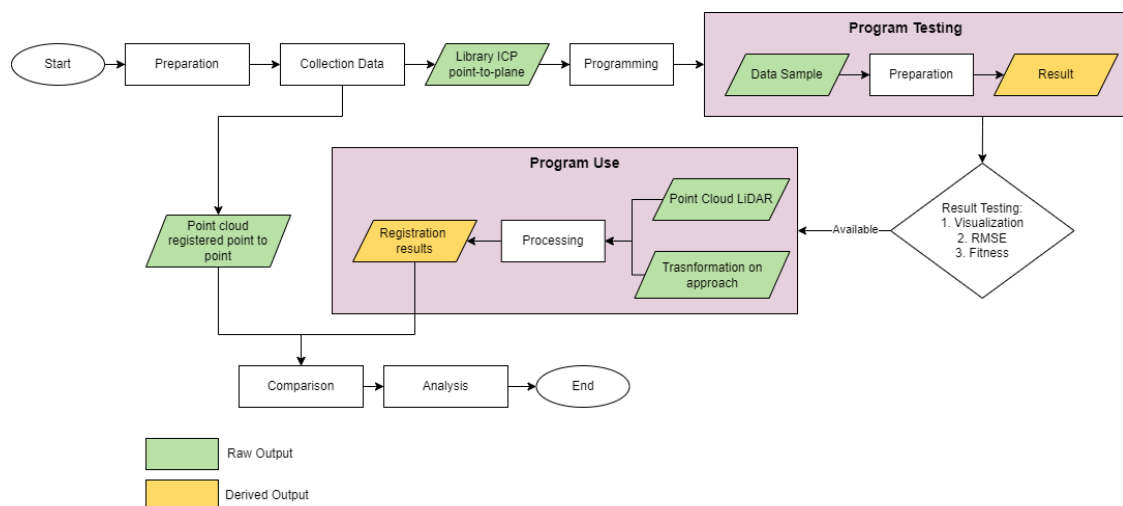 Program Testing
Start
Preparation
Collection Data
Library ICP
point-to-plane
Programming
Data Sample
Preparation
Result
Program Use
Point Cloud LiDAR
Point cloud
registered point to
point
Registration
results
Processing
Trasnformation on
approach
Available
Result Testing:
1. Visualization
2. RMSE
3. Fitness
Comparison
Analysis
End
Raw Output
Derived Output